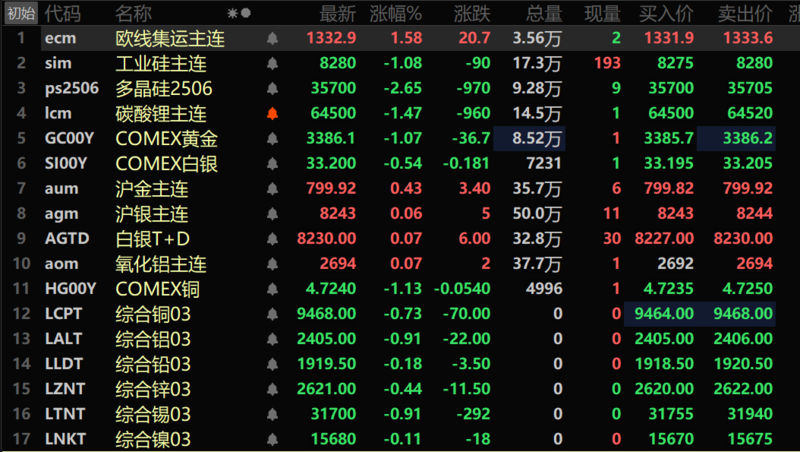 初始 代码 名称 最新 涨幅% 涨跌 总量 现量 买入价 卖出价
1 ecm 欧线集运主连 1332.9 1.58 20.7 3.56万 2 1331.9 1333.6
2 sim 工业硅主连 8280 -1.08 -90 17.3万 193 8275 8280
3 ps2506 多晶硅2506 35700 -2.65 -970 9.28万 9 35700 35705
4 lcm 碳酸锂主连 64500 -1.47 -960 14.5万 1 64500 64520
5 GC00Y COMEX黄金 3386.1 -1.07 -36.7 8.52万 1 3385.7 3386.2
6 SI00Y COMEX白银 33.200 -0.54 -0.181 7231 1 33.195 33.205
7 aum 沪金主连 799.92 0.43 3.40 35.7万 6 799.82 799.92
8 agm 沪银主连 8243 0.06 5 50.0万 11 8243 8244
9 AGTD 白银T+D 8230.00 0.07 6.00 32.8万 30 8227.00 8230.00
10 aom 氧化铝主连 2694 0.07 2 37.7万 1 2692 2694
11 HG00Y COMEX铜 4.7240 -1.13 -0.0540 4996 1 4.7235 4.7250
12 LCPT 综合铜03 9468.00 -0.73 -70.00 0 0 9464.00 9468.00
13 LALT 综合铝03 2405.00 -0.91 -22.00 0 0 2405.00 2406.00
14 LLDT 综合铅03 1919.50 -0.18 -3.50 0 0 1918.50 1920.50
15 LZNT 综合锌03 2621.00 -0.44 -11.50 0 0 2620.00 2622.00
16 LTNT 综合锡03 31700 -0.91 -292 0 0 31755 31940
17 LNKT 综合镍03 15680 -0.11 -18 0 0 15670 15675